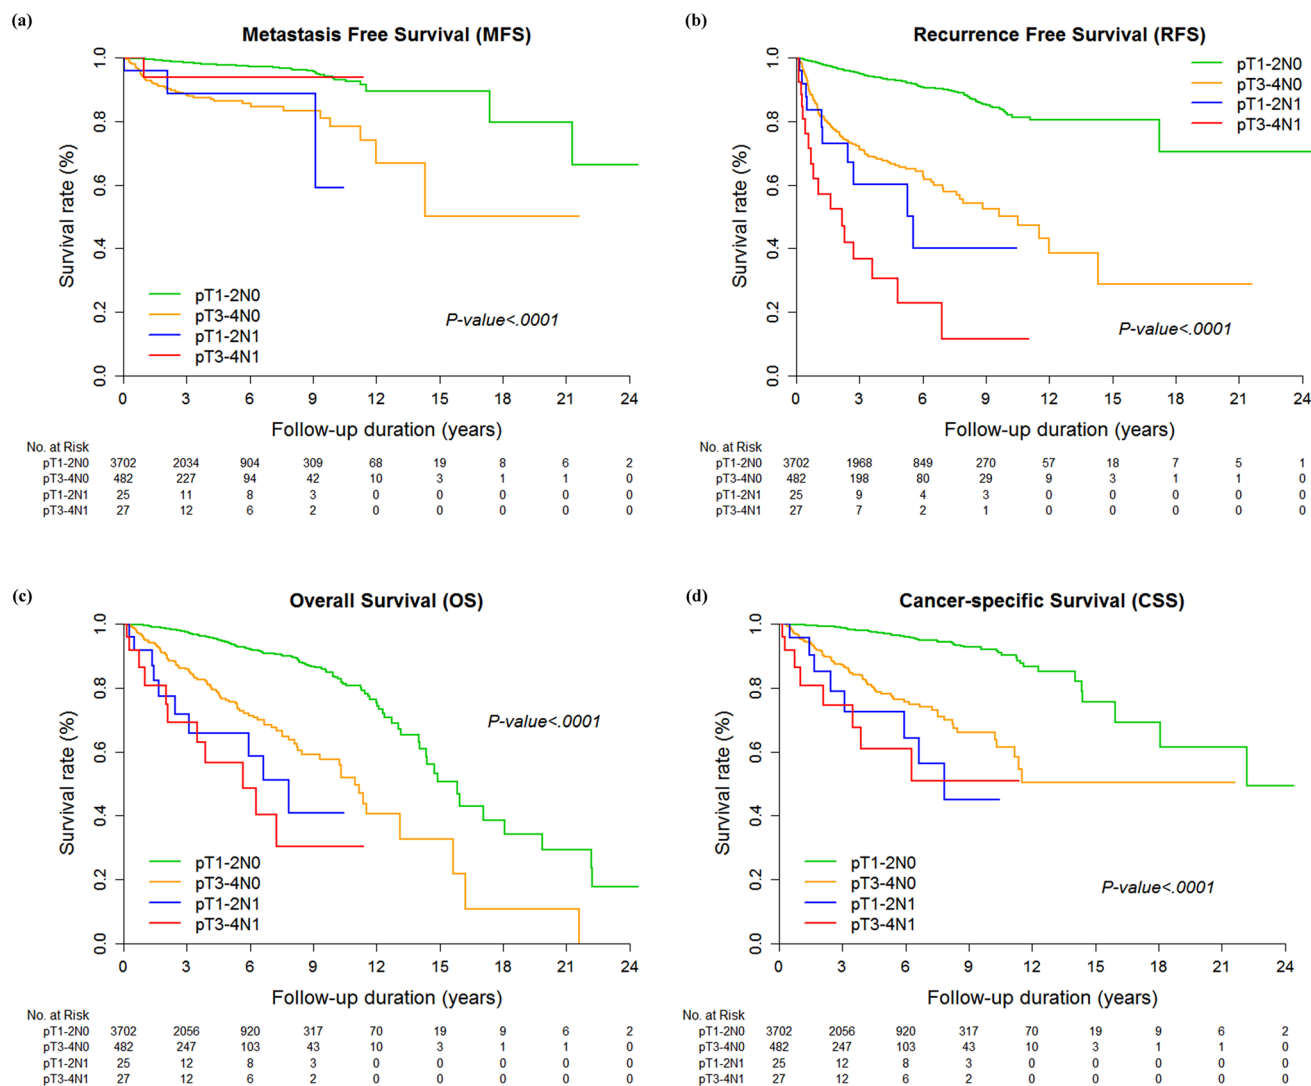 (a)
Metastasis Free Survival (MFS)
Survival rate (%)
1.0
0.8
0.6
0.4
0.2
0.0
pT1-2N0
pT3-4N0
pT1-2N1
pT3-4N1
P-value<.0001
0 3 6 9 12 15 18 21 24
Follow-up duration (years)
No. at Risk
pT1-2N0 3702 2034 904 309 68 19 8 6 2
pT3-4N0 482 227 94 42 10 3 1 1 0
pT1-2N1 25 11 8 3 0 0 0 0 0
pT3-4N1 27 12 6 2 0 0 0 0 0
(b)
Recurrence Free Survival (RFS)
Survival rate (%)
1.0
0.8
0.6
0.4
0.2
0.0
pT1-2N0
pT3-4N0
pT1-2N1
pT3-4N1
P-value<.0001
0 3 6 9 12 15 18 21 24
Follow-up duration (years)
No. at Risk
pT1-2N0 3702 1968 849 270 57 18 7 5 1
pT3-4N0 482 198 80 29 9 3 1 1 0
pT1-2N1 25 9 4 3 0 0 0 0 0
pT3-4N1 27 7 2 1 0 0 0 0 0
(c)
Overall Survival (OS)
Survival rate (%)
1.0
0.8
0.6
0.4
0.2
0.0
P-value<.0001
pT1-2N0
pT3-4N0
pT1-2N1
pT3-4N1
0 3 6 9 12 15 18 21 24
Follow-up duration (years)
No. at Risk
pT1-2N0 3702 2056 920 317 70 19 9 6 2
pT3-4N0 482 247 103 43 10 3 1 1 0
pT1-2N1 25 12 8 3 0 0 0 0 0
pT3-4N1 27 12 6 2 0 0 0 0 0
(d)
Cancer-specific Survival (CSS)
Survival rate (%)
1.0
0.8
0.6
0.4
0.2
0.0
pT1-2N0
pT3-4N0
pT1-2N1
pT3-4N1
P-value<.0001
0 3 6 9 12 15 18 21 24
Follow-up duration (years)
No. at Risk
pT1-2N0 3702 2056 920 317 70 19 9 6 2
pT3-4N0 482 247 103 43 10 3 1 1 0
pT1-2N1 25 12 8 3 0 0 0 0 0
pT3-4N1 27 12 6 2 0 0 0 0 0